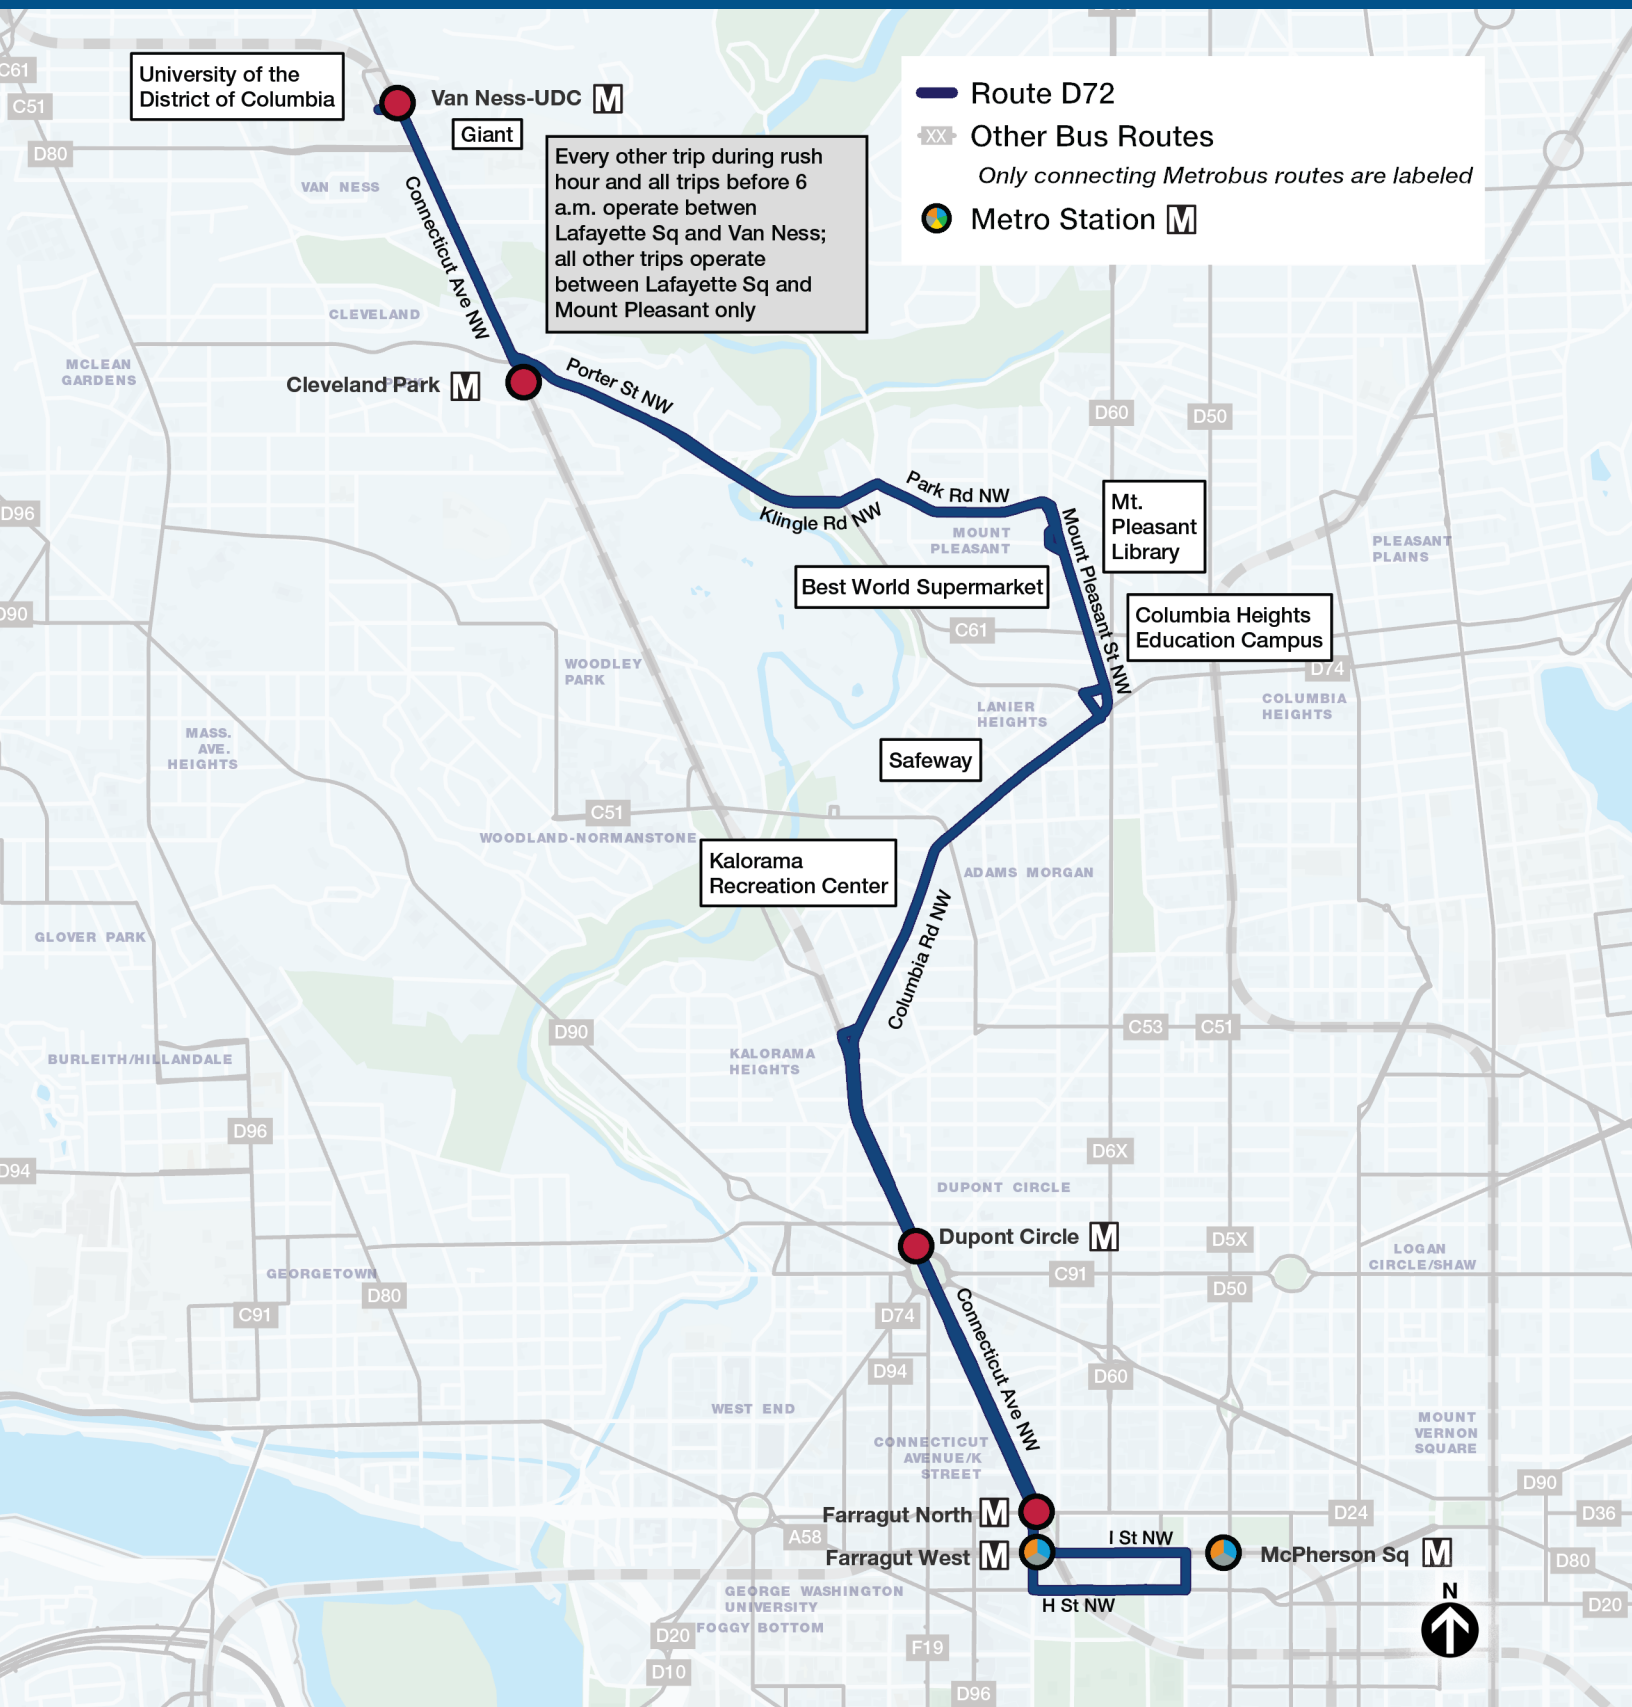 University of the
District of Columbia
Van Ness-UDC M
Giant
Every other trip during rush
hour and all trips before 6
a.m. operate betwen
Lafayette Sq and Van Ness;
all other trips operate
between Lafayette Sq and
Mount Pleasant only
Route D72
XX Other Bus Routes
Only connecting Metrobus routes are labeled
Metro Station M
C61
C51
D80
VAN NESS
Connecticut Ave NW
CLEVELAND
PARK
MCLEAN
GARDENS
Cleveland Park M
Porter St NW
D60
D50
Klingle Rd NW
Park Rd NW
MOUNT
PLEASANT
Mount Pleasant St NW
Mt.
Pleasant
Library
PLEASANT
PLAINS
D96
D90
Best World Supermarket
C61
Columbia Heights
Education Campus
D74
WOODLEY
PARK
COLUMBIA
HEIGHTS
LANIER
HEIGHTS
MASS.
AVE.
HEIGHTS
Safeway
C51
WOODLAND-NORMANSTONE
Kalorama
Recreation Center
ADAMS MORGAN
Columbia Rd NW
GLOVER PARK
D90
C53
C51
BURLEITH/HILLANDALE
KALORAMA
HEIGHTS
D96
D6X
D94
DUPONT CIRCLE
Dupont Circle M
D5X
LOGAN
CIRCLE/SHAW
GEORGETOWN
C91
D50
D80
C91
D74
Connecticut Ave NW
D94
D60
WEST END
CONNECTICUT
AVENUE/K
STREET
MOUNT
VERNON
SQUARE
D90
Farragut North M
D24
D36
A58
I St NW
Farragut West M
McPherson Sq M
D80
GEORGE WASHINGTON
UNIVERSITY
H St NW
N
D20
FOGGY BOTTOM
D20
F19
D10
D96